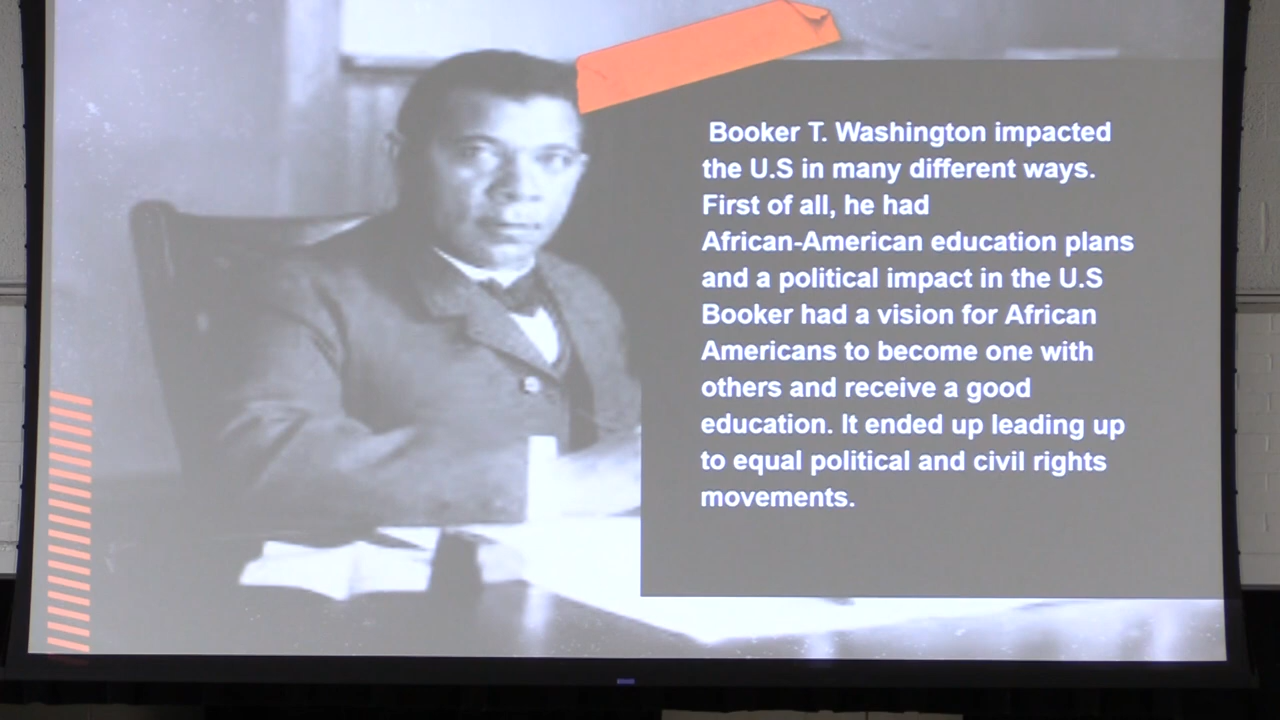 Booker T. Washington impacted
the U.S in many different ways.
First of all, he had
African-American education plans
and a political impact in the U.S
Booker had a vision for African
Americans to become one with
others and receive a good
education. It ended up leading up
to equal political and civil rights
movements.